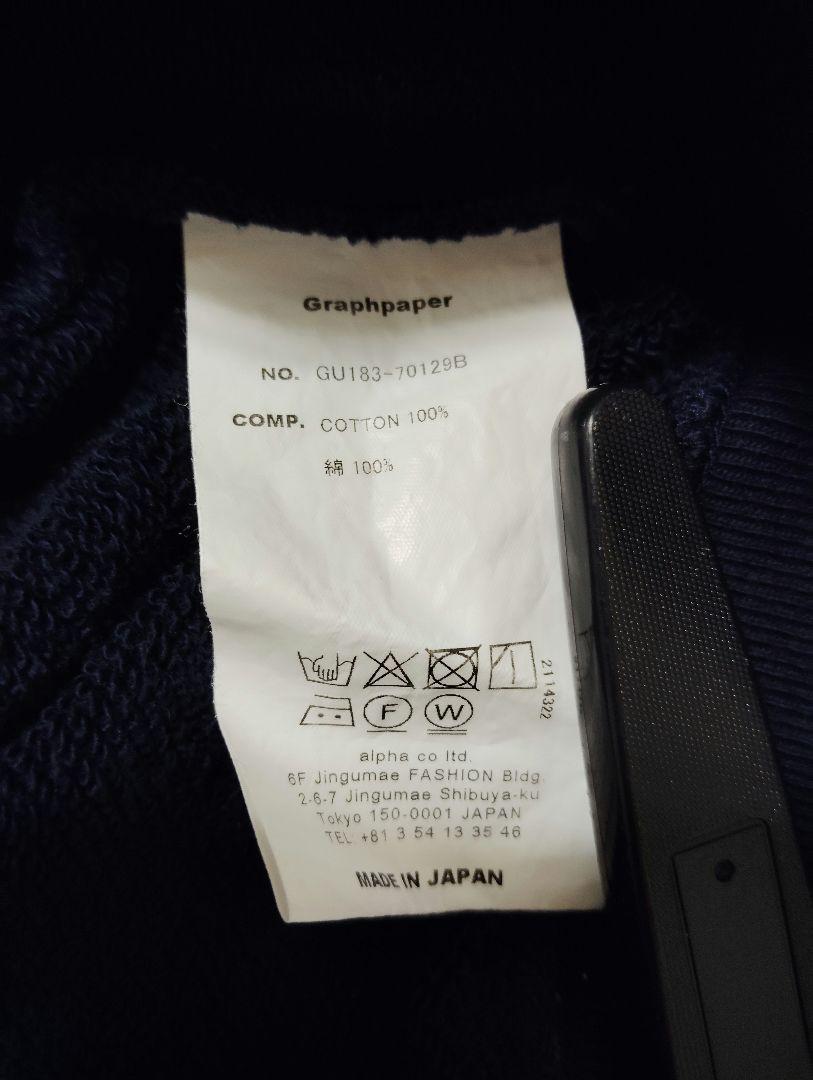 Graphpaper
NO. GU183-70129B
COMP. COTTON 100%
綿 100%
2114322
F W
alpha co ltd.
6F Jingumae FASHION Bldg.
2-6-7 Jingumae Shibuya-ku
Tokyo 150-0001 JAPAN
TEL: +81 3 54 13 35 46
MADE IN JAPAN